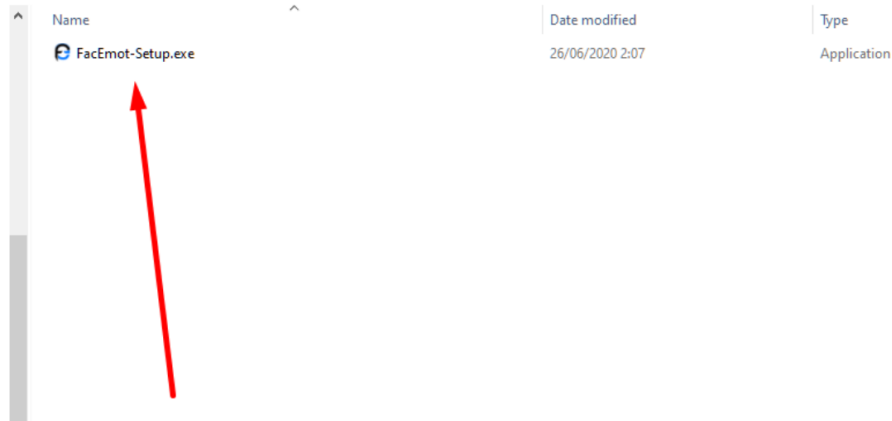 Name Date modified Type
FacEmot-Setup.exe 26/06/2020 2:07 Application